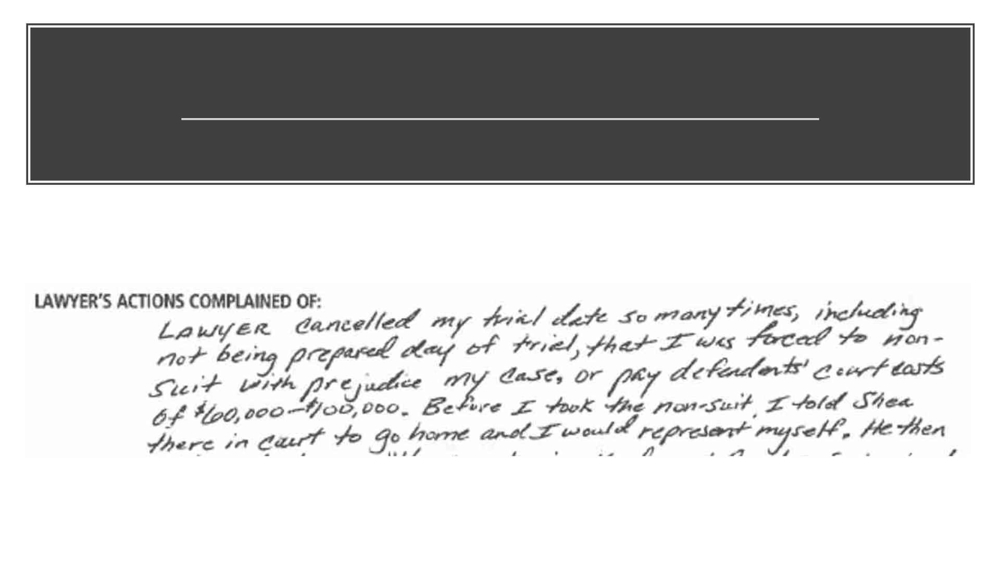 LAWYER'S ACTIONS COMPLAINED OF:
LAWYER cancelled my trial date so many times, including
not being prepared day of trial, that I was forced to non-
suit with prejudice my case, or pay defendants' court costs
of $60,000-$100,000. Before I took the non-suit, I told Shea
there in court to go home and I would represent myself. He then